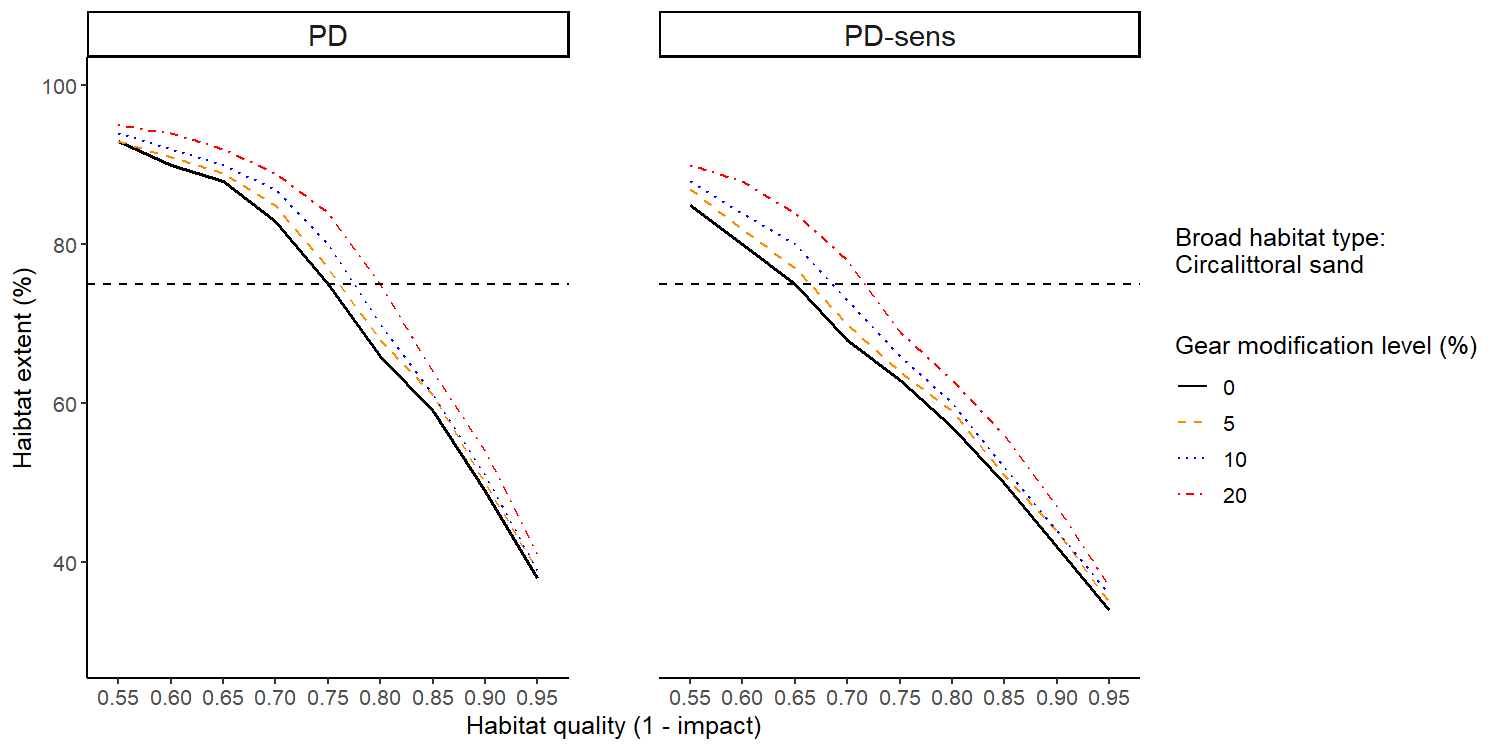 PD
PD-sens
Haibtat extent (%)
100
80
60
40
0.55 0.60 0.65 0.70 0.75 0.80 0.85 0.90 0.95
0.55 0.60 0.65 0.70 0.75 0.80 0.85 0.90 0.95
Habitat quality (1 - impact)
Broad habitat type:
Circalittoral sand
Gear modification level (%)
0
5
10
20